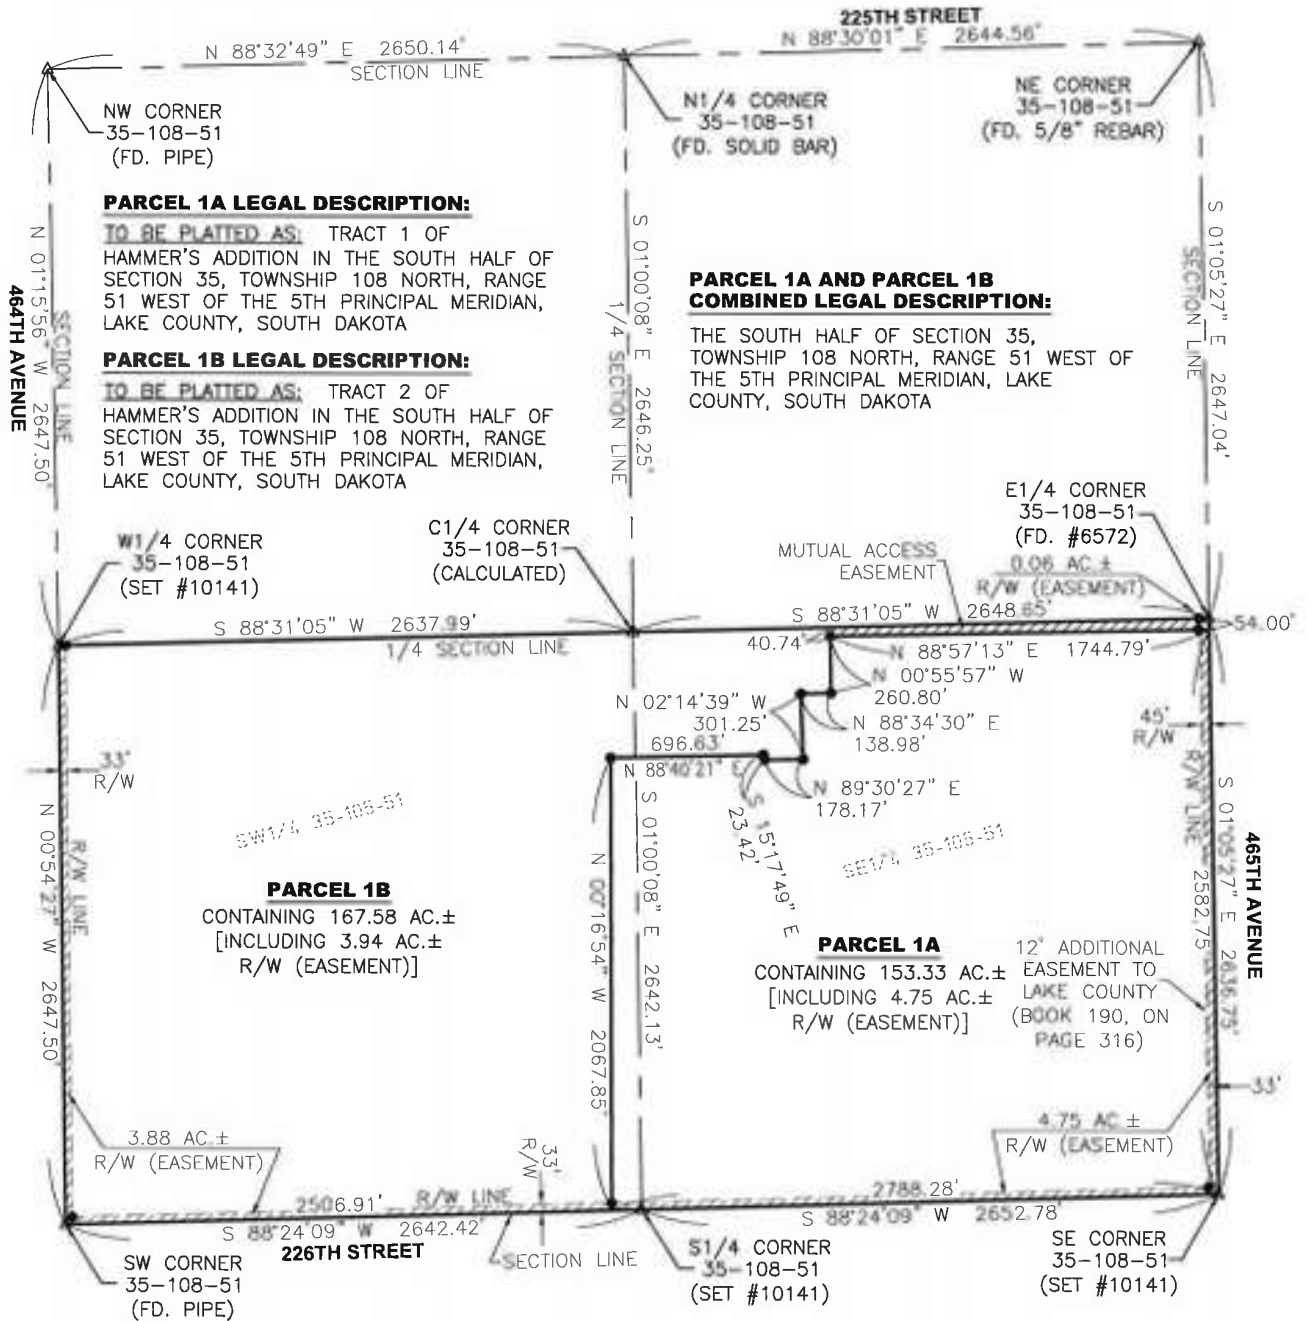 225TH STREET
N 88°32'49" E 2650.14'
SECTION LINE
N 88°30'01" E 2644.56'
NW CORNER
35-108-51
(FD. PIPE)
N1/4 CORNER
35-108-51
(FD. SOLID BAR)
NE CORNER
35-108-51
(FD. 5/8" REBAR)
PARCEL 1A LEGAL DESCRIPTION:
TO BE PLATTED AS: TRACT 1 OF
HAMMER'S ADDITION IN THE SOUTH HALF OF
SECTION 35, TOWNSHIP 108 NORTH, RANGE
51 WEST OF THE 5TH PRINCIPAL MERIDIAN,
LAKE COUNTY, SOUTH DAKOTA
PARCEL 1B LEGAL DESCRIPTION:
TO BE PLATTED AS: TRACT 2 OF
HAMMER'S ADDITION IN THE SOUTH HALF OF
SECTION 35, TOWNSHIP 108 NORTH, RANGE
51 WEST OF THE 5TH PRINCIPAL MERIDIAN,
LAKE COUNTY, SOUTH DAKOTA
464TH AVENUE
N 01°15'56" W 2647.50'
SECTION LINE
S 01°00'08" E 2646.25'
1/4 SECTION LINE
PARCEL 1A AND PARCEL 1B
COMBINED LEGAL DESCRIPTION:
THE SOUTH HALF OF SECTION 35,
TOWNSHIP 108 NORTH, RANGE 51 WEST OF
THE 5TH PRINCIPAL MERIDIAN, LAKE
COUNTY, SOUTH DAKOTA
S 01°05'27" E 2647.04'
SECTION LINE
W1/4 CORNER
35-108-51
(SET #10141)
C1/4 CORNER
35-108-51
(CALCULATED)
E1/4 CORNER
35-108-51
(FD. #6572)
MUTUAL ACCESS
EASEMENT
0.06 AC.±
R/W (EASEMENT)
S 88°31'05" W 2637.99'
1/4 SECTION LINE
S 88°31'05" W 2648.65'
54.00'
40.74'
N 88°57'13" E 1744.79'
N 00°55'57" W
260.80'
N 02°14'39" W
301.25'
N 88°34'30" E
138.98'
696.63'
N 88°40'21" E
N 89°30'27" E
178.17'
S 15°17'49" E
23.42'
45'
R/W
33'
R/W
R/W LINE
N 00°54'27" W 2647.50'
R/W LINE
SW1/4 35-105-51
SE1/4 35-105-51
PARCEL 1B
CONTAINING 167.58 AC.±
[INCLUDING 3.94 AC.±
R/W (EASEMENT)]
N 00°16'54" W 2067.85'
S 01°00'08" E 2642.13'
PARCEL 1A
CONTAINING 153.33 AC.±
[INCLUDING 4.75 AC.±
R/W (EASEMENT)]
12' ADDITIONAL
EASEMENT TO
LAKE COUNTY
(BOOK 190, ON
PAGE 316)
2582.75'
S 01°05'27" E 2636.75'
465TH AVENUE
33'
3.88 AC.±
R/W (EASEMENT)
33'
R/W
4.75 AC.±
R/W (EASEMENT)
2506.91'
R/W LINE
2788.28'
S 88°24'09" W 2642.42'
S 88°24'09" W 2652.78'
226TH STREET
SECTION LINE
SW CORNER
35-108-51
(FD. PIPE)
S1/4 CORNER
35-108-51
(SET #10141)
SE CORNER
35-108-51
(SET #10141)